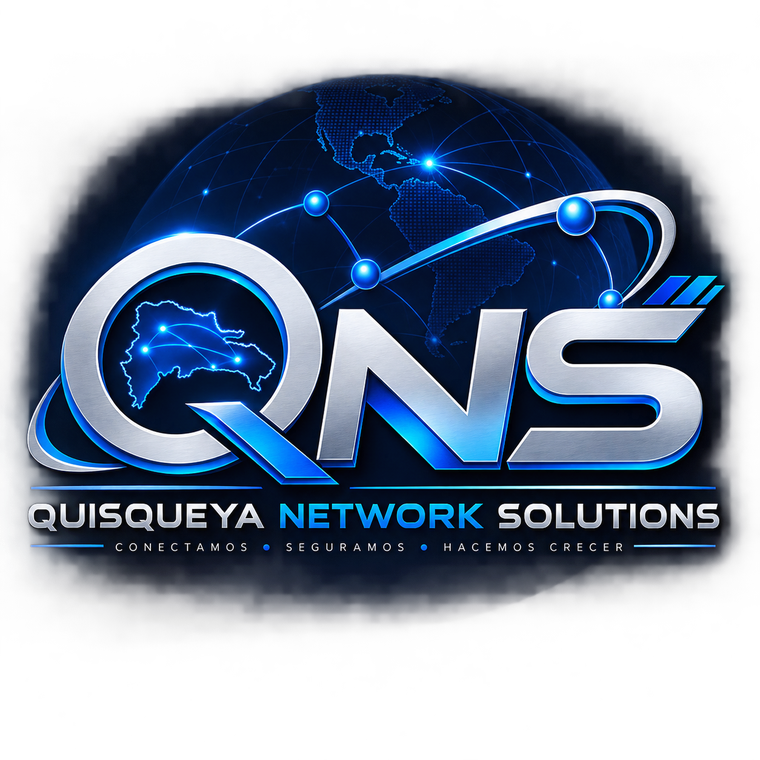 QNS
QUISQUEYA NETWORK SOLUTIONS
CONECTAMOS • SEGURAMOS • HACEMOS CRECER